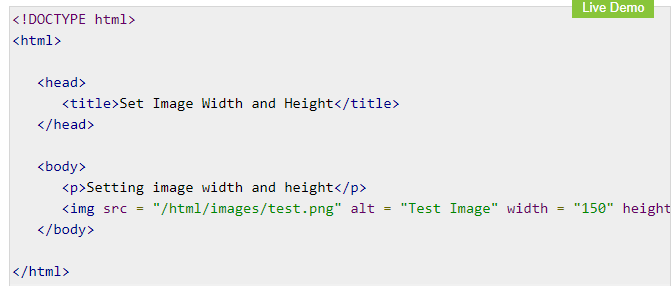 Live Demo
<!DOCTYPE html>
<html>
<head>
<title>Set Image Width and Height</title>
</head>
<body>
<p>Setting image width and height</p>
<img src = "/html/images/test.png" alt = "Test Image" width = "150" height
</body>
</html>